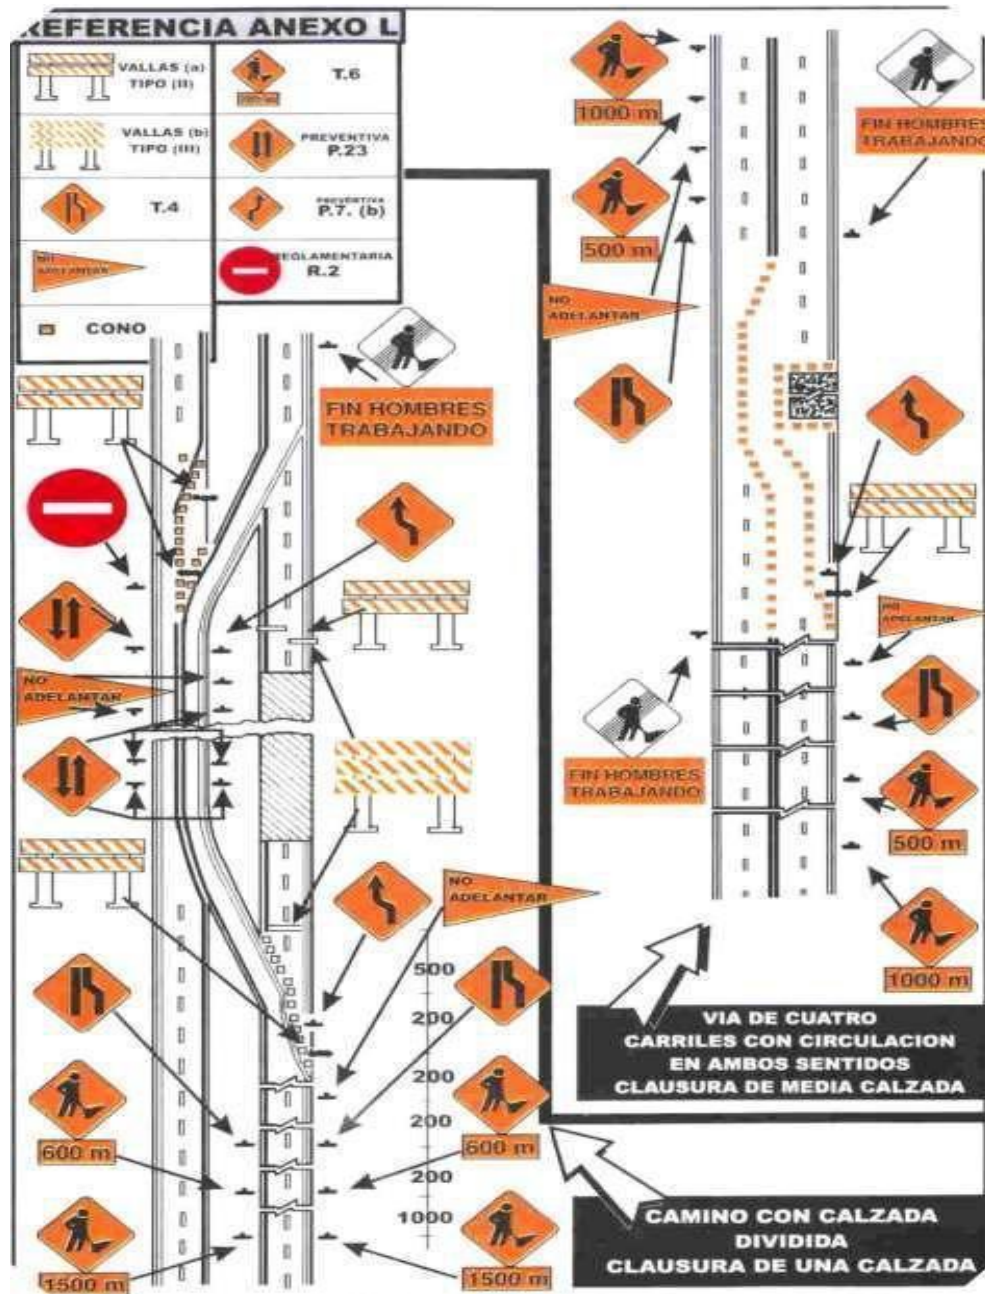 REFERENCIA ANEXO L
VALLAS (a)
TIPO (II)
T.6
VALLAS (b)
TIPO (III)
PREVENTIVA
P.23
T.4
PREVENTIVA
P.7. (b)
NO
ADELANTAR
REGLAMENTARIA
R.2
CONO
FIN HOMBRES
TRABAJANDO
NO
ADELANTAR
NO
ADELANTAR
500
200
200
200
200
1000
600 m
600 m
1500 m
1500 m
1000 m
500 m
FIN HOMBRES
TRABAJANDO
NO
ADELANTAR
NO
ADELANTAR
FIN HOMBRES
TRABAJANDO
500 m
1000 m
VIA DE CUATRO
CARRILES CON CIRCULACION
EN AMBOS SENTIDOS
CLAUSURA DE MEDIA CALZADA
CAMINO CON CALZADA
DIVIDIDA
CLAUSURA DE UNA CALZADA